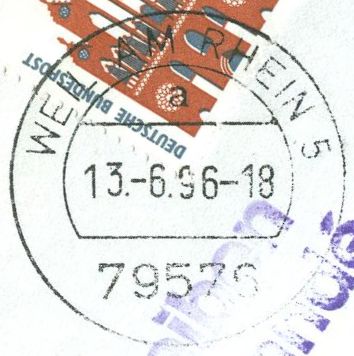 DEUTSCHE BUNDESPOST
WEIL AM RHEIN 5
a
13.-6.96-18
79576